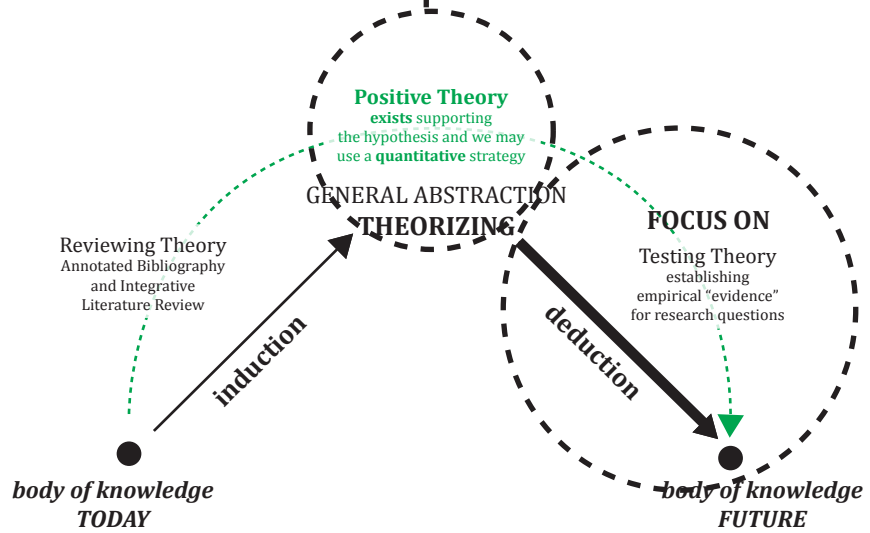 Positive Theory
exists supporting
the hypothesis and we may
use a quantitative strategy
GENERAL ABSTRACTION
THEORIZING
Reviewing Theory
Annotated Bibliography
and Integrative
Literature Review
induction
FOCUS ON
Testing Theory
establishing
empirical “evidence”
for research questions
deduction
body of knowledge
TODAY
body of knowledge
FUTURE